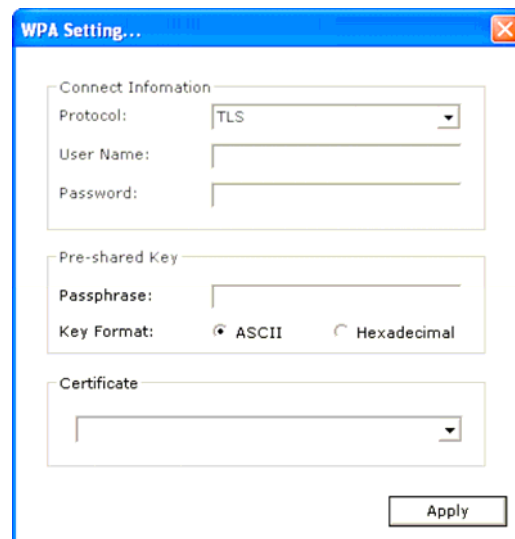 WPA Setting...
Connect Infomation
Protocol: TLS
User Name:
Password:
Pre-shared Key
Passphrase:
Key Format: ASCII Hexadecimal
Certificate
Apply